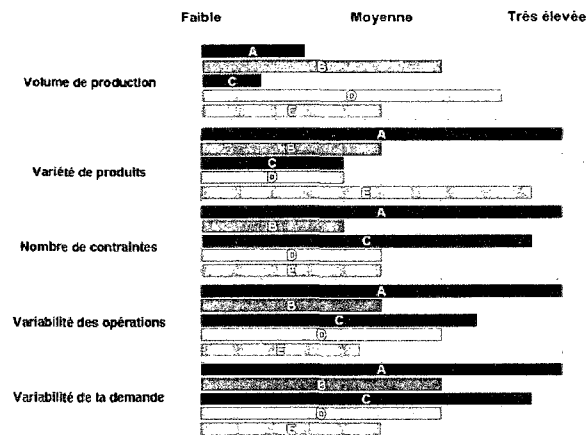 Faible Moyenne Très élevée
A
B
Volume de production
C
D
E
A
B
Variété de produits
C
D
E
A
B
Nombre de contraintes
C
D
E
A
B
Variabilité des opérations
C
D
E
A
B
Variabilité de la demande
C
D
E